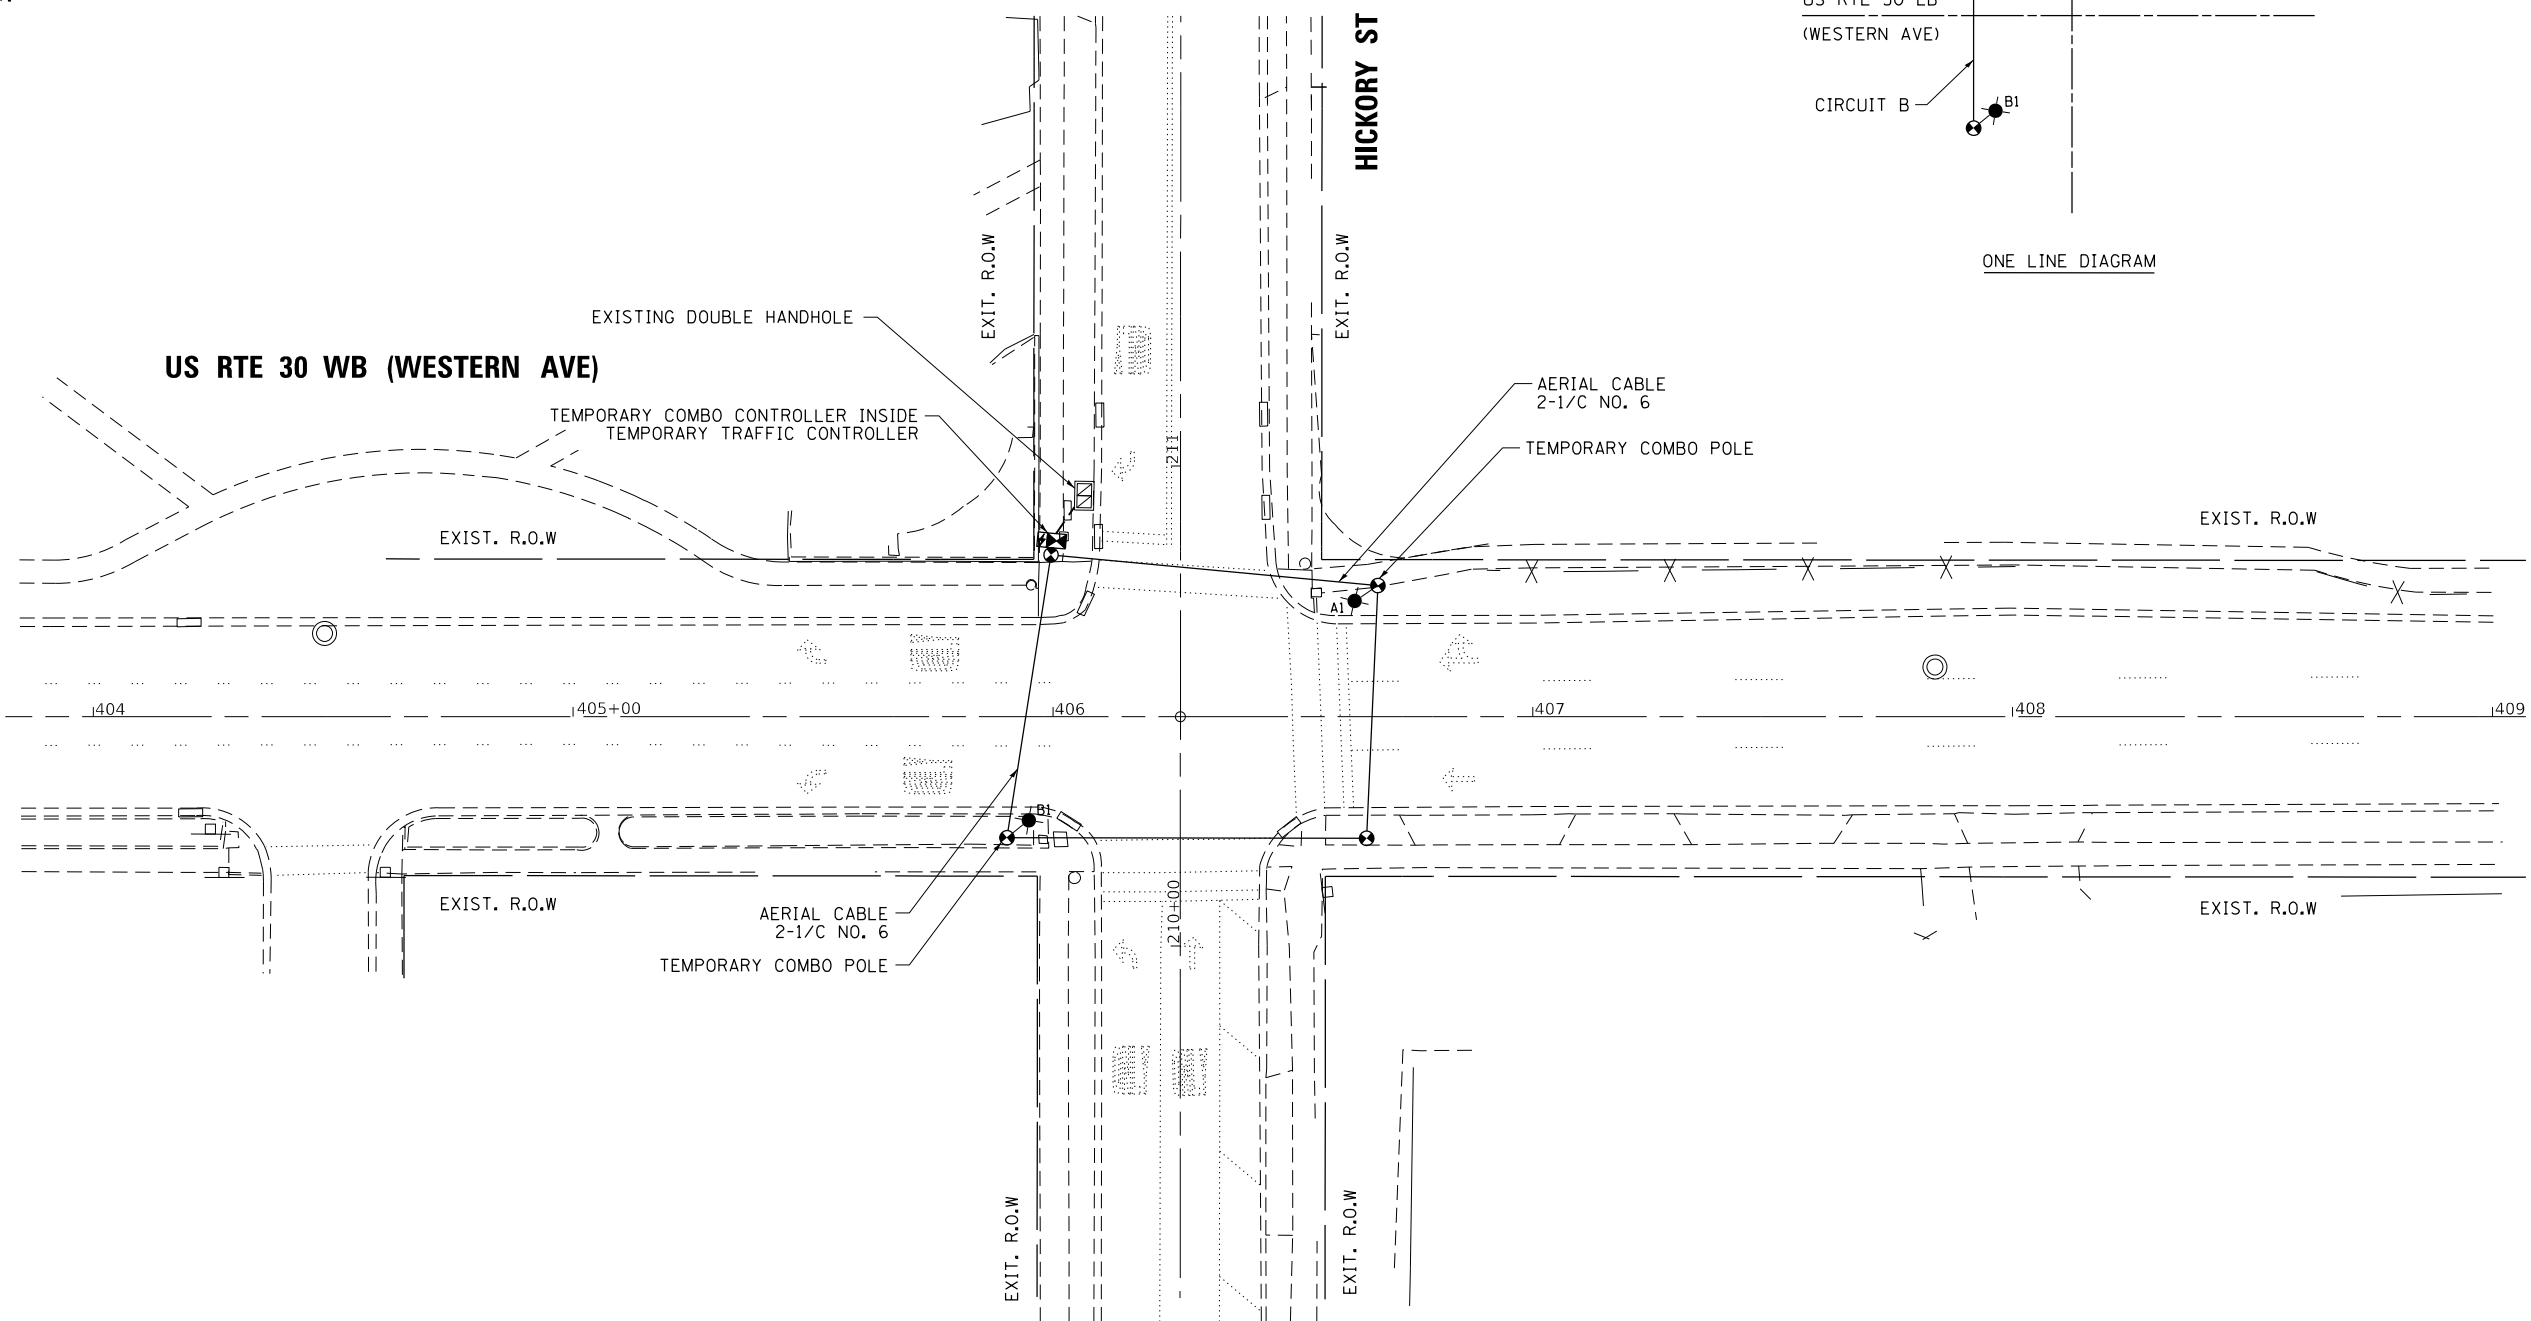 US RTE 30 EB
(WESTERN AVE)
CIRCUIT B
B1
ONE LINE DIAGRAM
HICKORY ST
EXIT. R.O.W
EXIT. R.O.W
EXISTING DOUBLE HANDHOLE
US RTE 30 WB (WESTERN AVE)
TEMPORARY COMBO CONTROLLER INSIDE
TEMPORARY TRAFFIC CONTROLLER
AERIAL CABLE
2-1/C NO. 6
TEMPORARY COMBO POLE
211
EXIST. R.O.W
EXIST. R.O.W
A1
404
405+00
406
407
408
409
B1
210+00
EXIST. R.O.W
EXIST. R.O.W
AERIAL CABLE
2-1/C NO. 6
TEMPORARY COMBO POLE
EXIT. R.O.W
EXIT. R.O.W